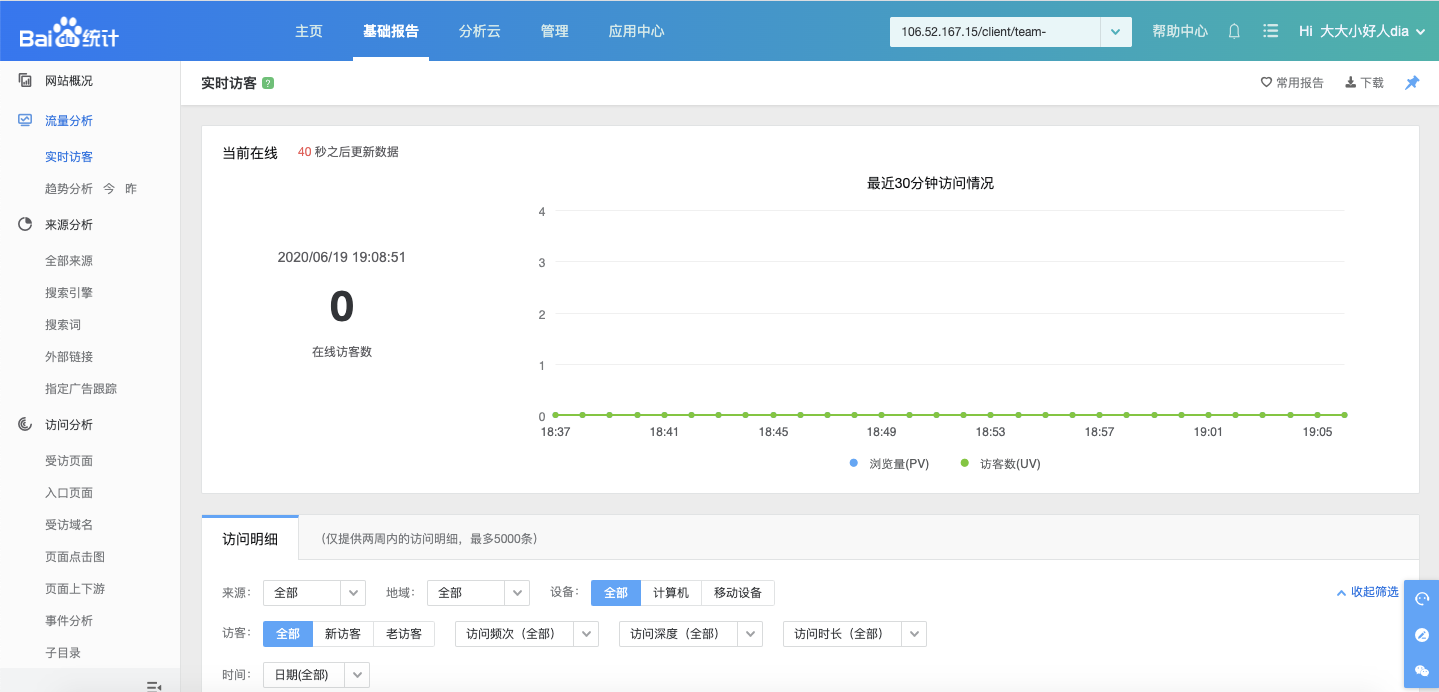 Baidu统计
主页 基础报告 分析云 管理 应用中心 106.52.167.15/client/team- 帮助中心 Hi 大大小好人dia
网站概况
流量分析
实时访客
趋势分析 今 昨
来源分析
全部来源
搜索引擎
搜索词
外部链接
指定广告跟踪
访问分析
受访页面
入口页面
受访域名
页面点击图
页面上下游
事件分析
子目录
实时访客 ? 常用报告 下载
当前在线 40 秒之后更新数据
2020/06/19 19:08:51
0
在线访客数
最近30分钟访问情况
4
3
2
1
0
18:37 18:41 18:45 18:49 18:53 18:57 19:01 19:05
浏览量(PV) 访客数(UV)
访问明细 (仅提供两周内的访问明细，最多5000条)
来源： 全部 地域： 全部 设备： 全部 计算机 移动设备 收起筛选
访客： 全部 新访客 老访客 访问频次（全部） 访问深度（全部） 访问时长（全部）
时间： 日期(全部)